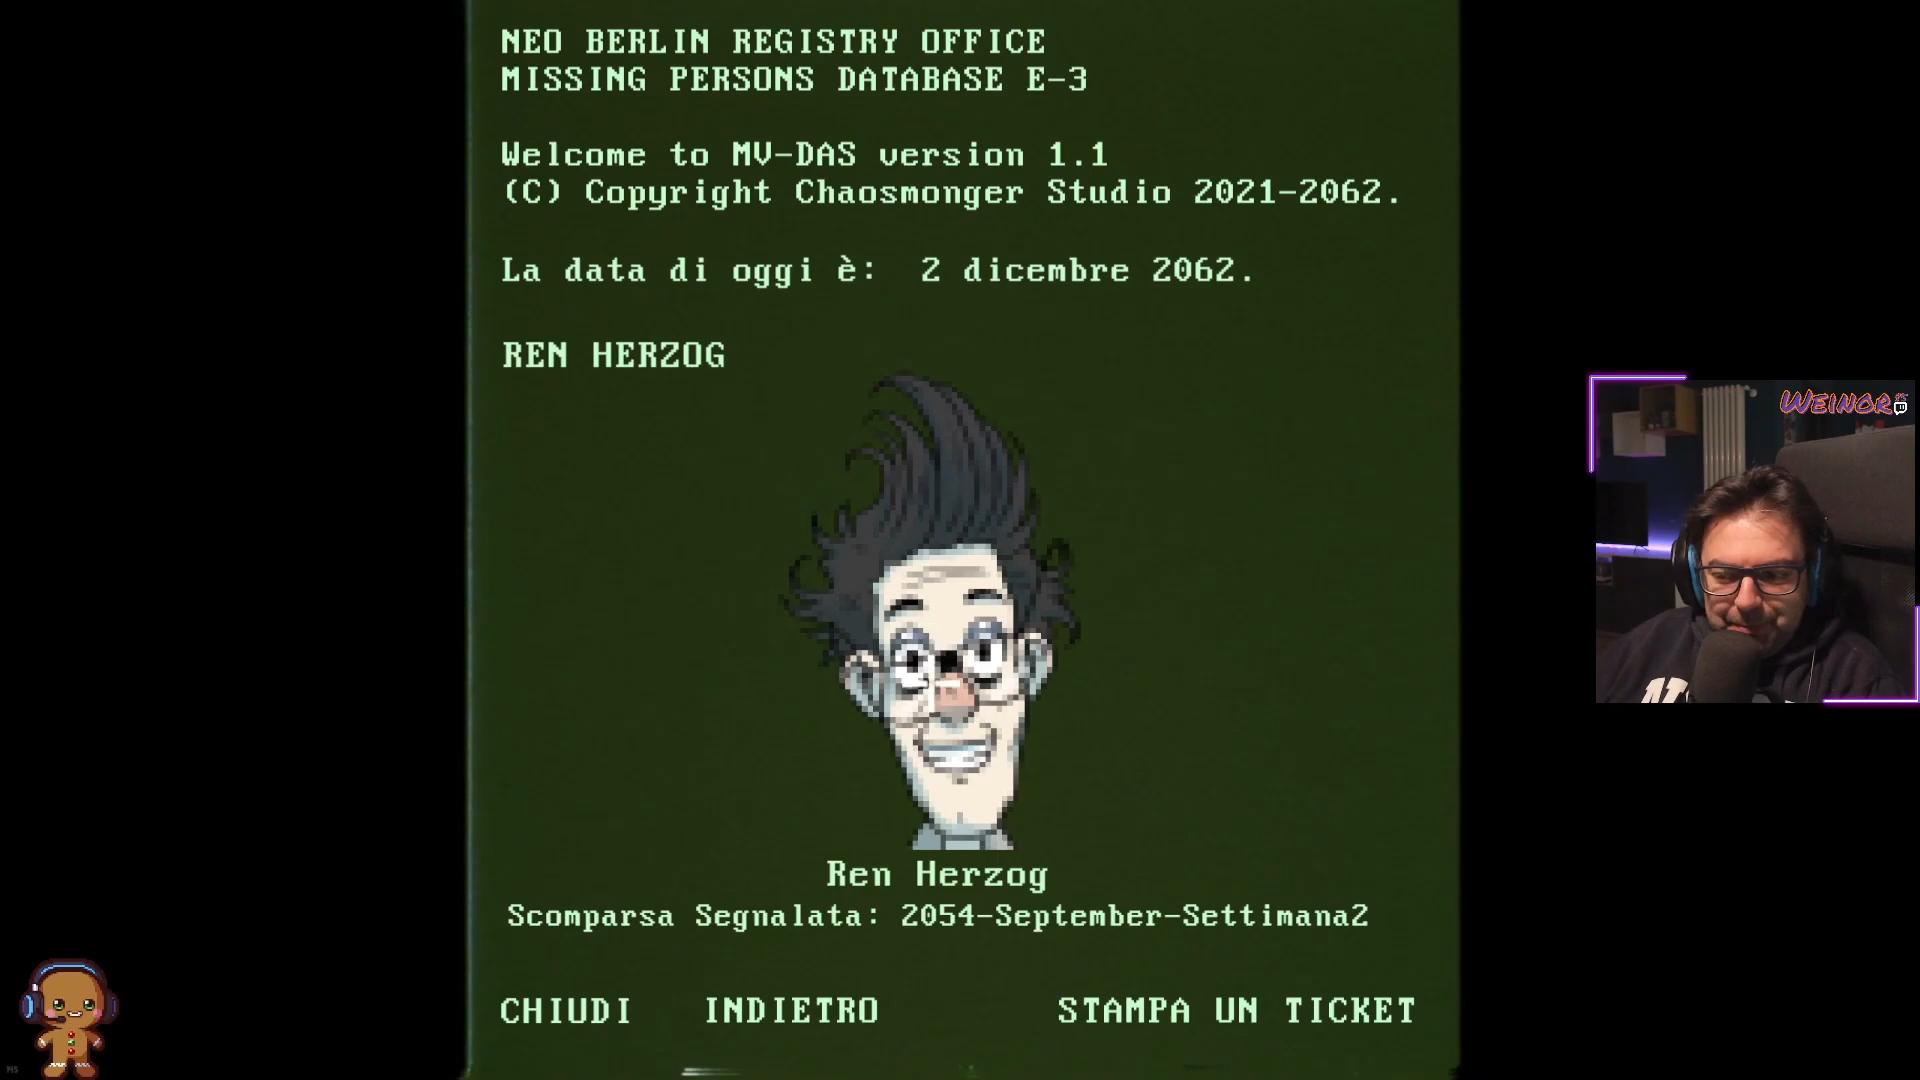 NEO BERLIN REGISTRY OFFICE
MISSING PERSONS DATABASE E-3
Welcome to MV-DAS version 1.1
(C) Copyright Chaosmonger Studio 2021-2062.
La data di oggi è: 2 dicembre 2062.
REN HERZOG
WEINOR
Ren Herzog
Scomparsa Segnalata: 2054-September-Settimana2
CHIUDI INDIETRO STAMPA UN TICKET